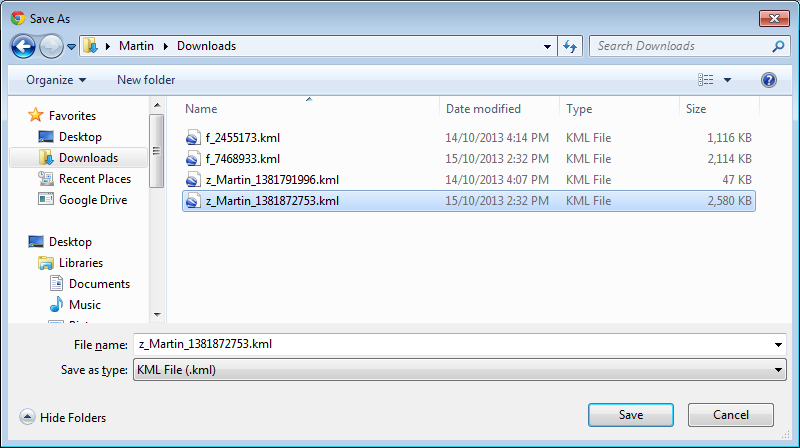 Save As
Martin Downloads Search Downloads
Organize New folder
Name Date modified Type Size
Favorites
Desktop
Downloads
Recent Places
Google Drive
Desktop
Libraries
Documents
Music
f_2455173.kml 14/10/2013 4:14 PM KML File 1,116 KB
f_7468933.kml 15/10/2013 2:32 PM KML File 2,114 KB
z_Martin_1381791996.kml 14/10/2013 4:07 PM KML File 47 KB
z_Martin_1381872753.kml 15/10/2013 2:32 PM KML File 2,580 KB
File name: z_Martin_1381872753.kml
Save as type: KML File (.kml)
Hide Folders Save Cancel